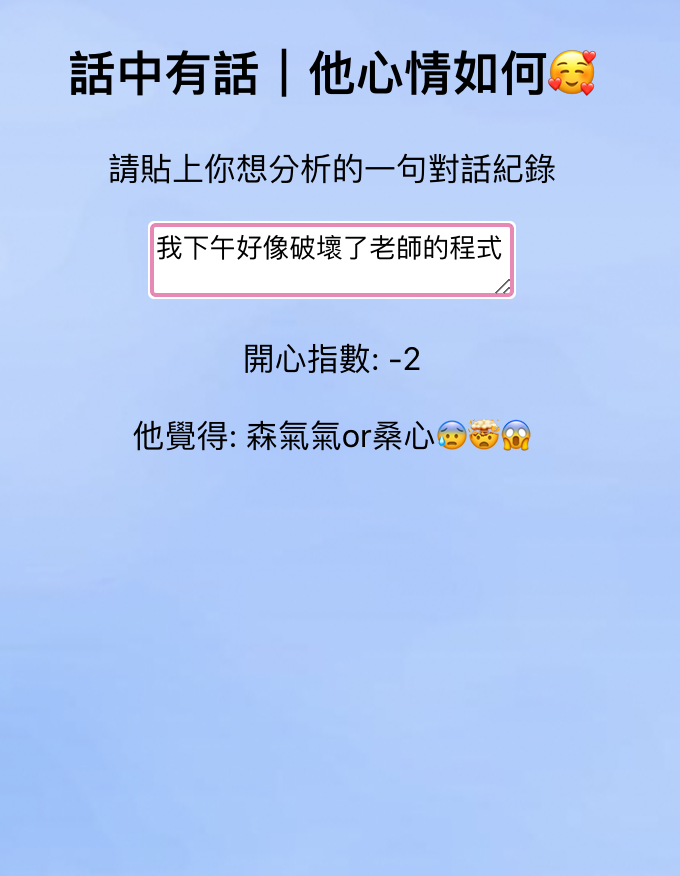 話中有話｜他心情如何🥰
請貼上你想分析的一句對話紀錄
我下午好像破壞了老師的程式
開心指數: -2
他覺得: 森氣氣or桑心😰🤯😱